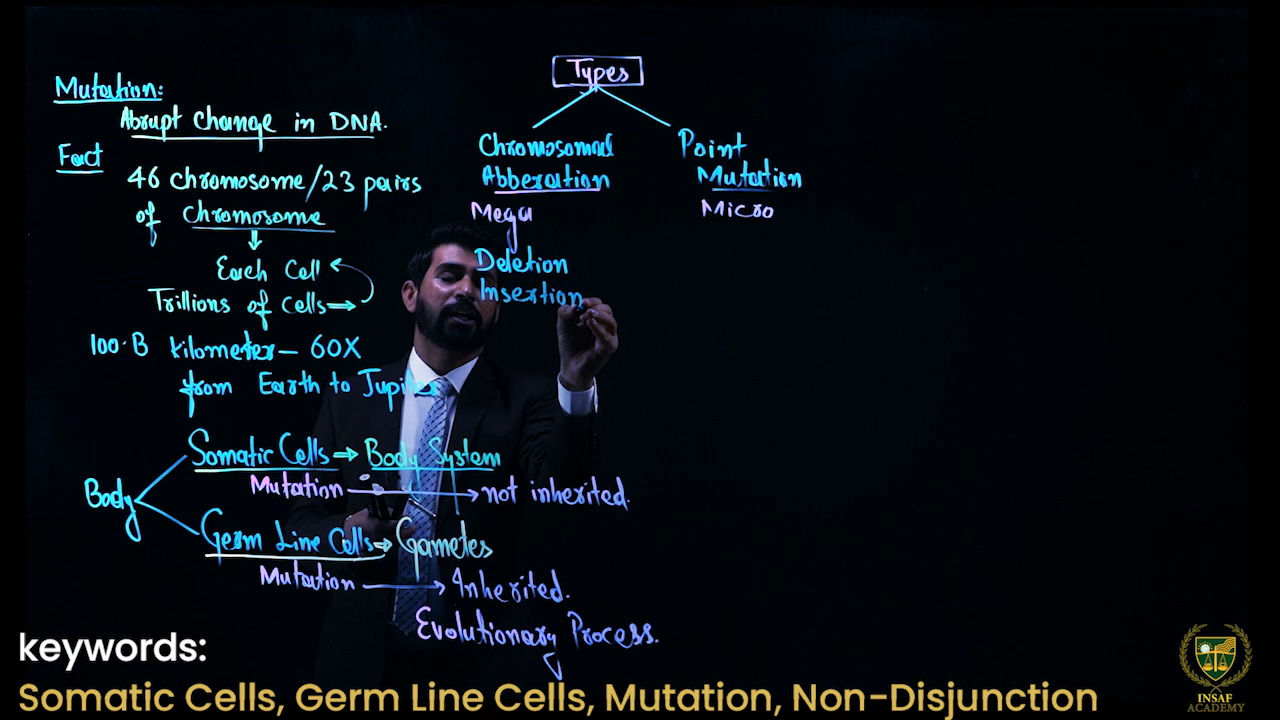 Mutation:
Abrupt change in DNA.
Fact
46 chromosome/23 pairs
of chromosome
Each Cell
Trillions of cells
100.B kilometer - 60X
from Earth to Jupiter
Body
Somatic Cells ⇒ Body System
Mutation → not inherited.
Germ Line Cells ⇒ Gametes
Mutation → Inherited.
Evolutionary Process.
Types
Chromosomal
Abberation
Mega
Deletion
Insertion
Point
Mutation
Micro
keywords:
Somatic Cells, Germ Line Cells, Mutation, Non-Disjunction
INSAF
ACADEMY